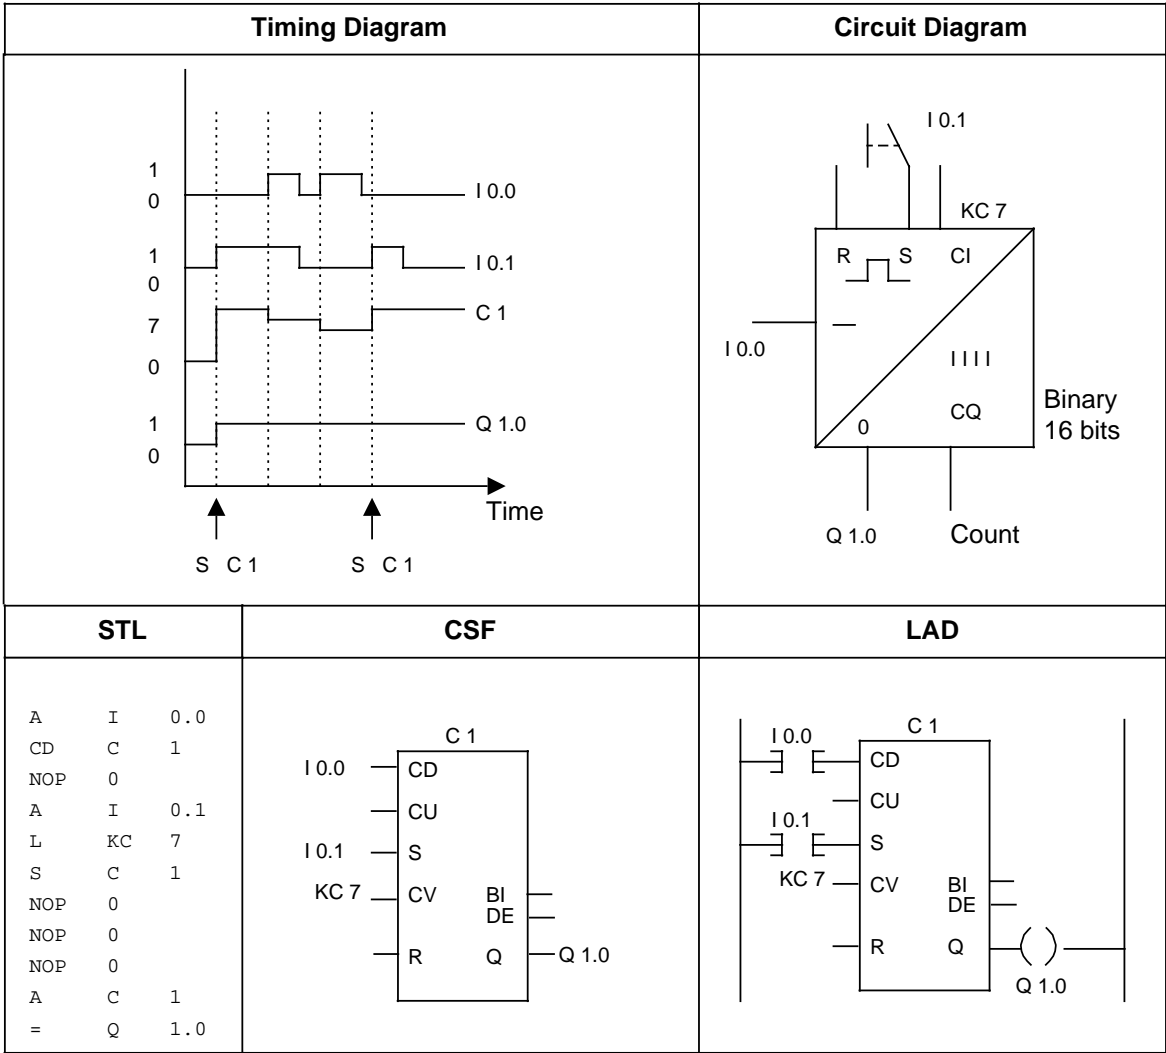 Timing Diagram
Circuit Diagram
1
0
I 0.0
1
0
I 0.1
7
0
C 1
1
0
Q 1.0
Time
S C 1
S C 1
I 0.1
KC 7
R S CI
I 0.0
I I I I
CQ
0
Binary
16 bits
Q 1.0
Count
STL
CSF
LAD
A I 0.0
CD C 1
NOP 0
A I 0.1
L KC 7
S C 1
NOP 0
NOP 0
NOP 0
A C 1
= Q 1.0
C 1
I 0.0
CD
CU
I 0.1
S
KC 7
CV
BI
DE
R
Q
Q 1.0
C 1
I 0.0
CD
CU
I 0.1
S
KC 7
CV
BI
DE
R
Q
Q 1.0